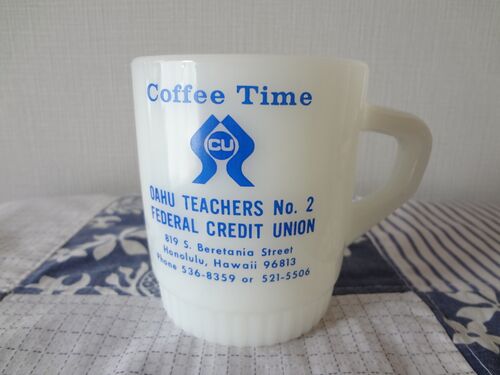 Coffee Time
CU
OAHU TEACHERS No. 2
FEDERAL CREDIT UNION
819 S. Beretania Street
Honolulu, Hawaii 96813
Phone 536-8359 or 521-5506